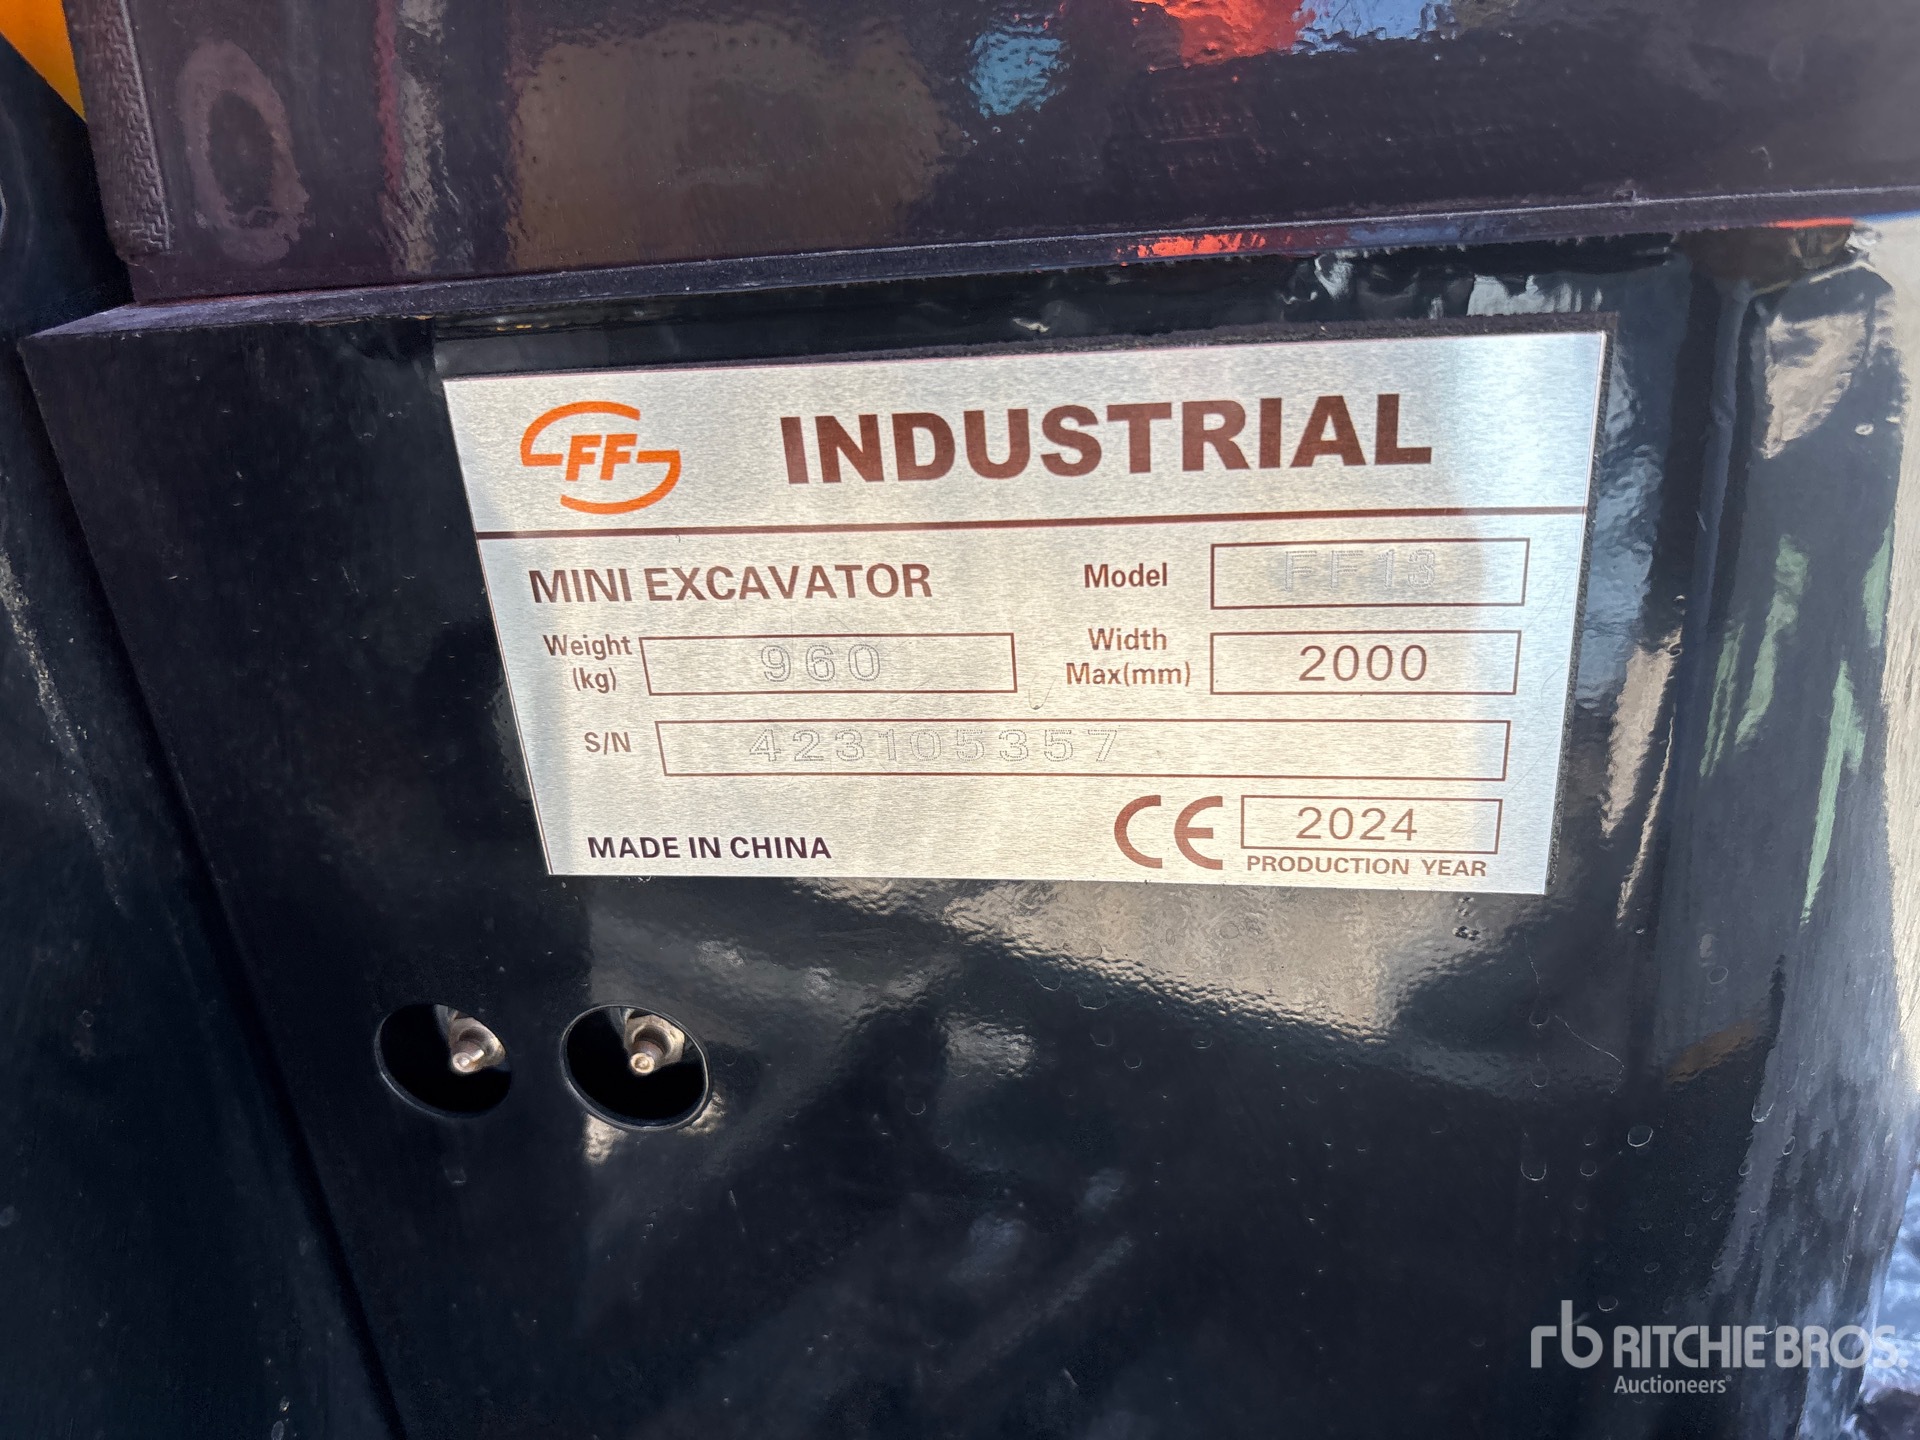 FF INDUSTRIAL
MINI EXCAVATOR Model FF13
Weight (kg) 960 Width Max(mm) 2000
S/N 423105357
MADE IN CHINA CE 2024
PRODUCTION YEAR
rb RITCHIE BROS.
Auctioneers